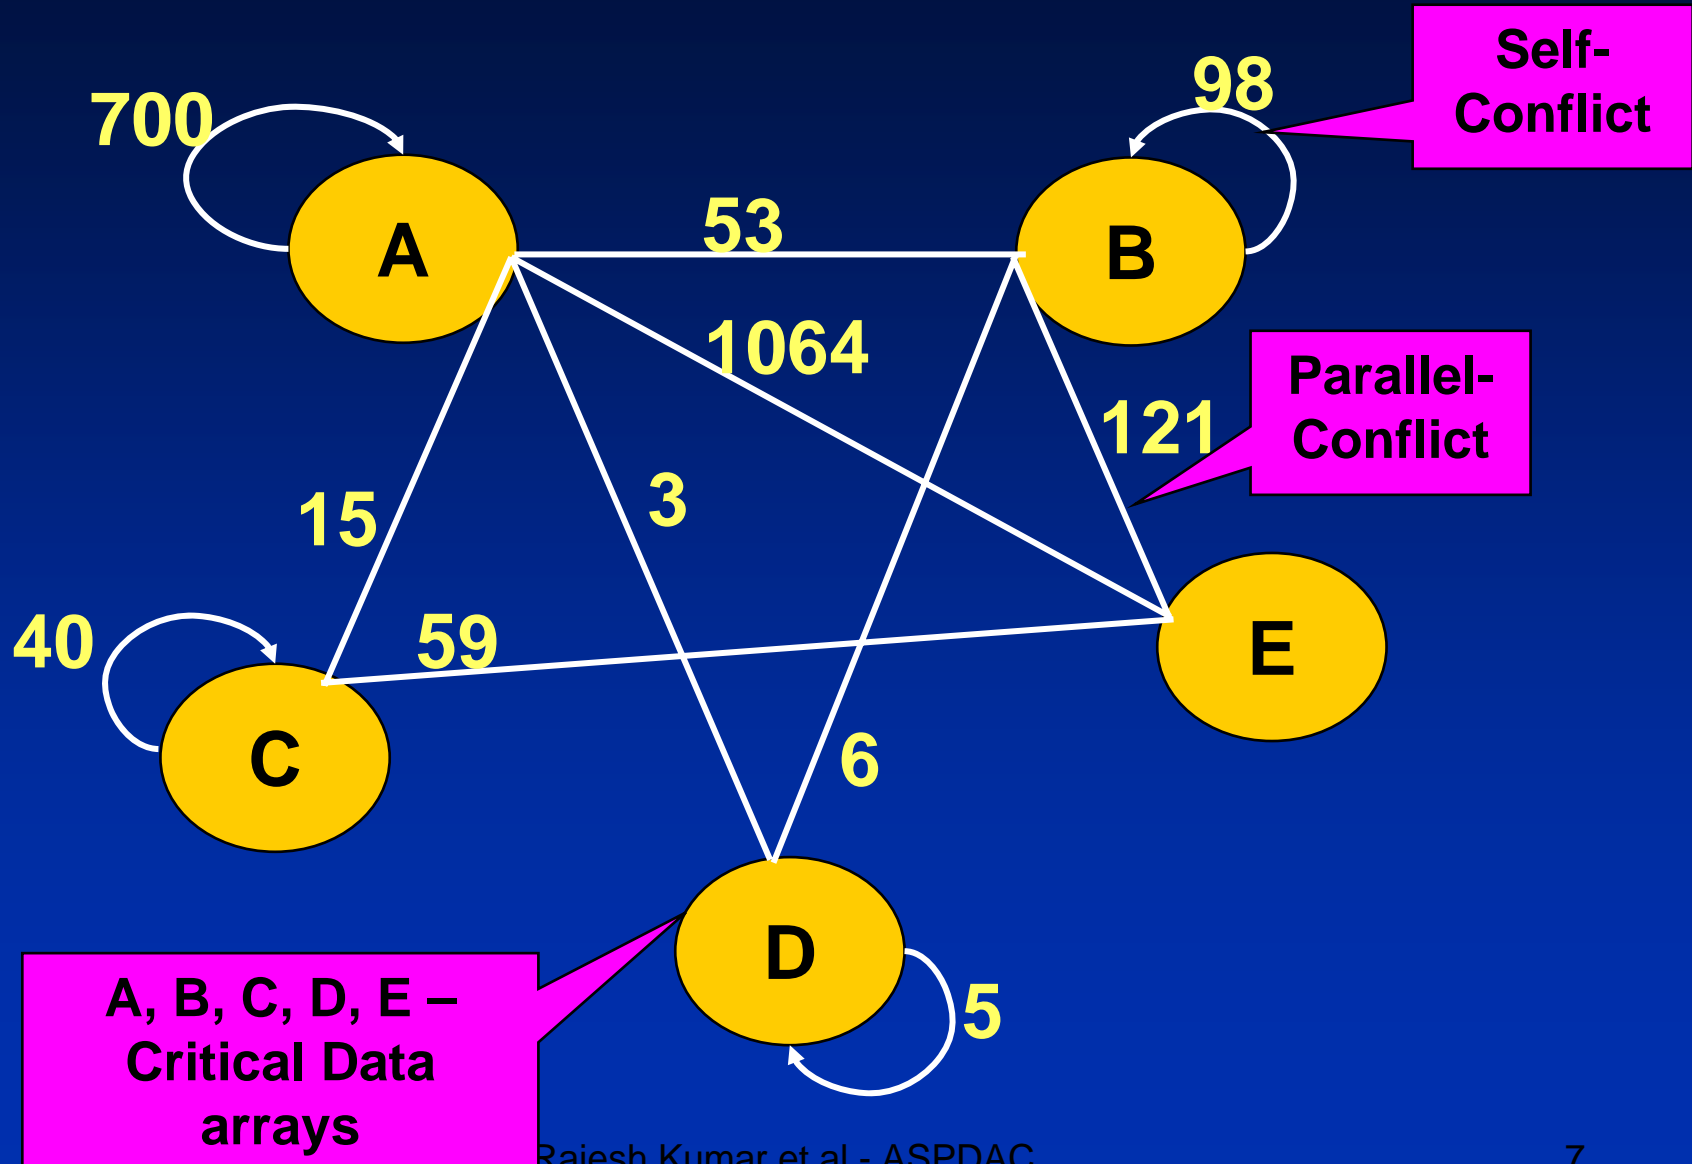 Self-
Conflict
98
700
A
53
B
1064
Parallel-
Conflict
121
15
3
40
59
E
C
6
D
A, B, C, D, E –
Critical Data
arrays
5
Rajesh Kumar et al - ASPDAC
7